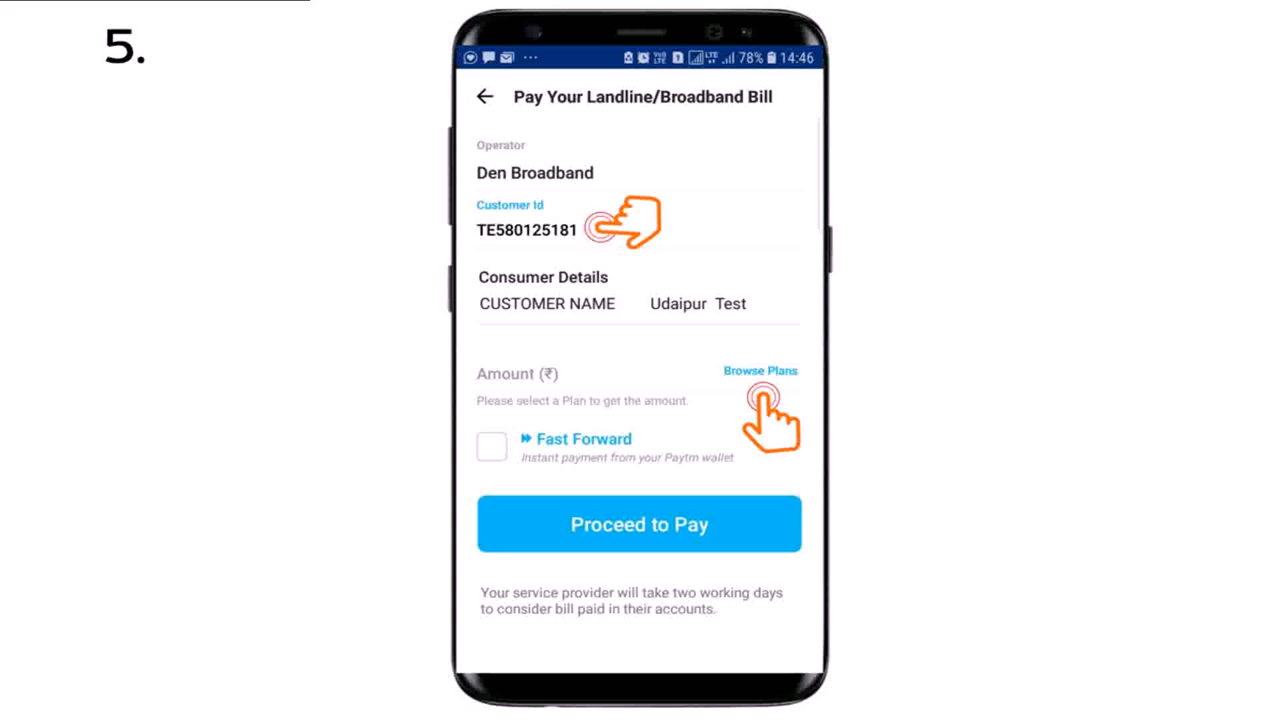 5.
78% 14:46
Pay Your Landline/Broadband Bill
Operator
Den Broadband
Customer Id
TE580125181
Consumer Details
CUSTOMER NAME Udaipur Test
Amount (₹) Browse Plans
Please select a Plan to get the amount.
Fast Forward
Instant payment from your Paytm wallet
Proceed to Pay
Your service provider will take two working days
to consider bill paid in their accounts.